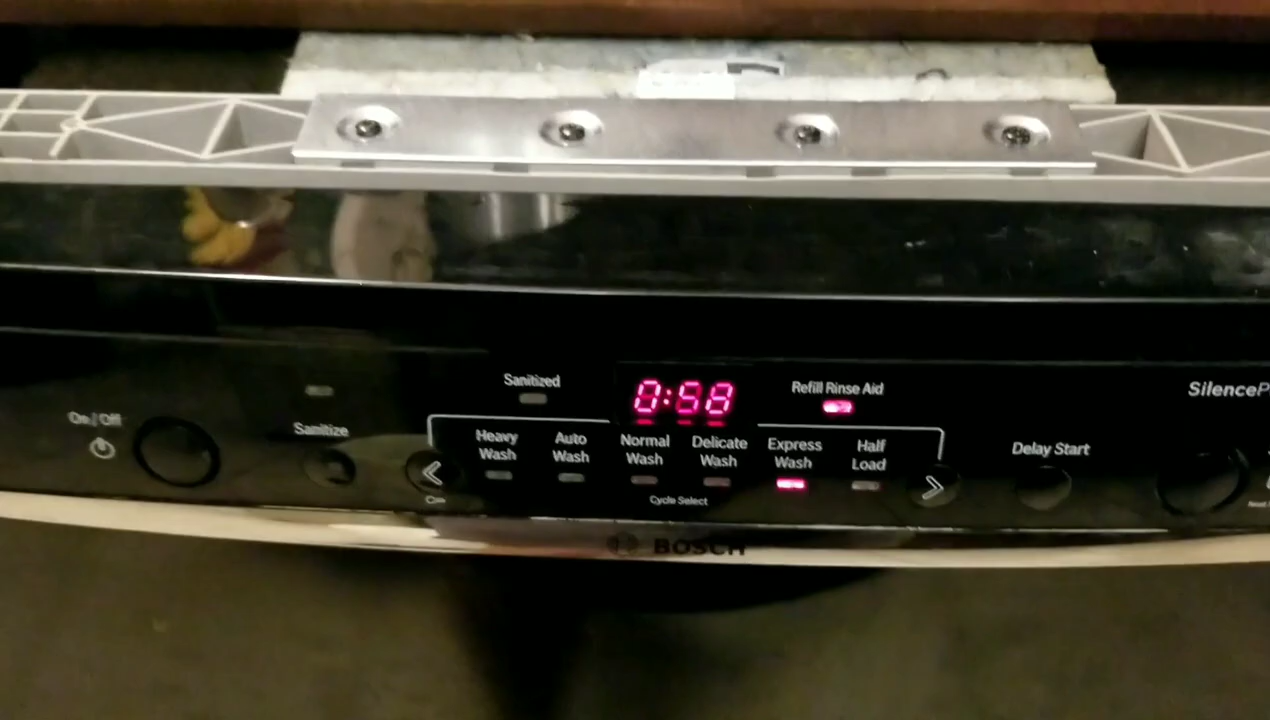 Sanitized
0:58
Refill Rinse Aid
SilenceP
On/Off
Sanitize
Heavy
Wash
Auto
Wash
Normal
Wash
Delicate
Wash
Express
Wash
Half
Load
Delay Start
Cycle Select
BOSCH